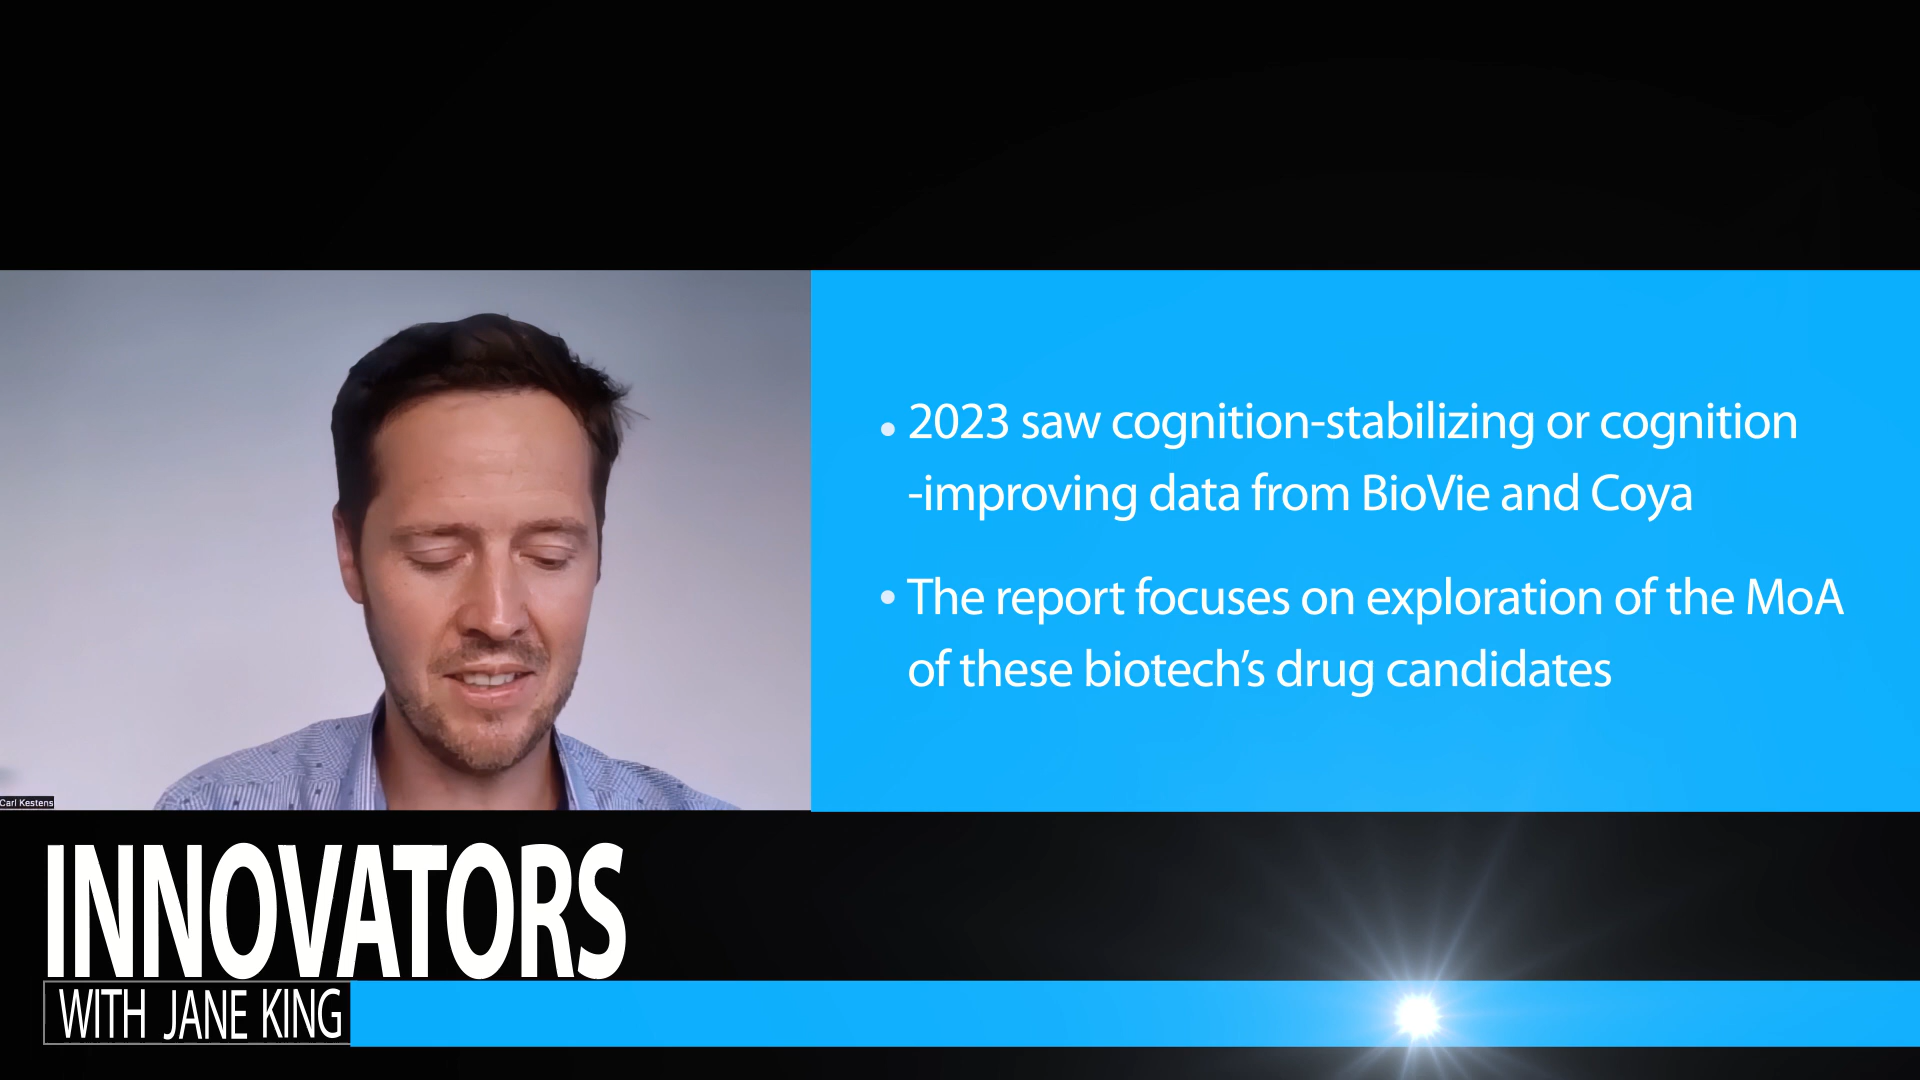 • 2023 saw cognition-stabilizing or cognition
-improving data from BioVie and Coya
• The report focuses on exploration of the MoA
of these biotech’s drug candidates
Carl Kestens
INNOVATORS
WITH JANE KING